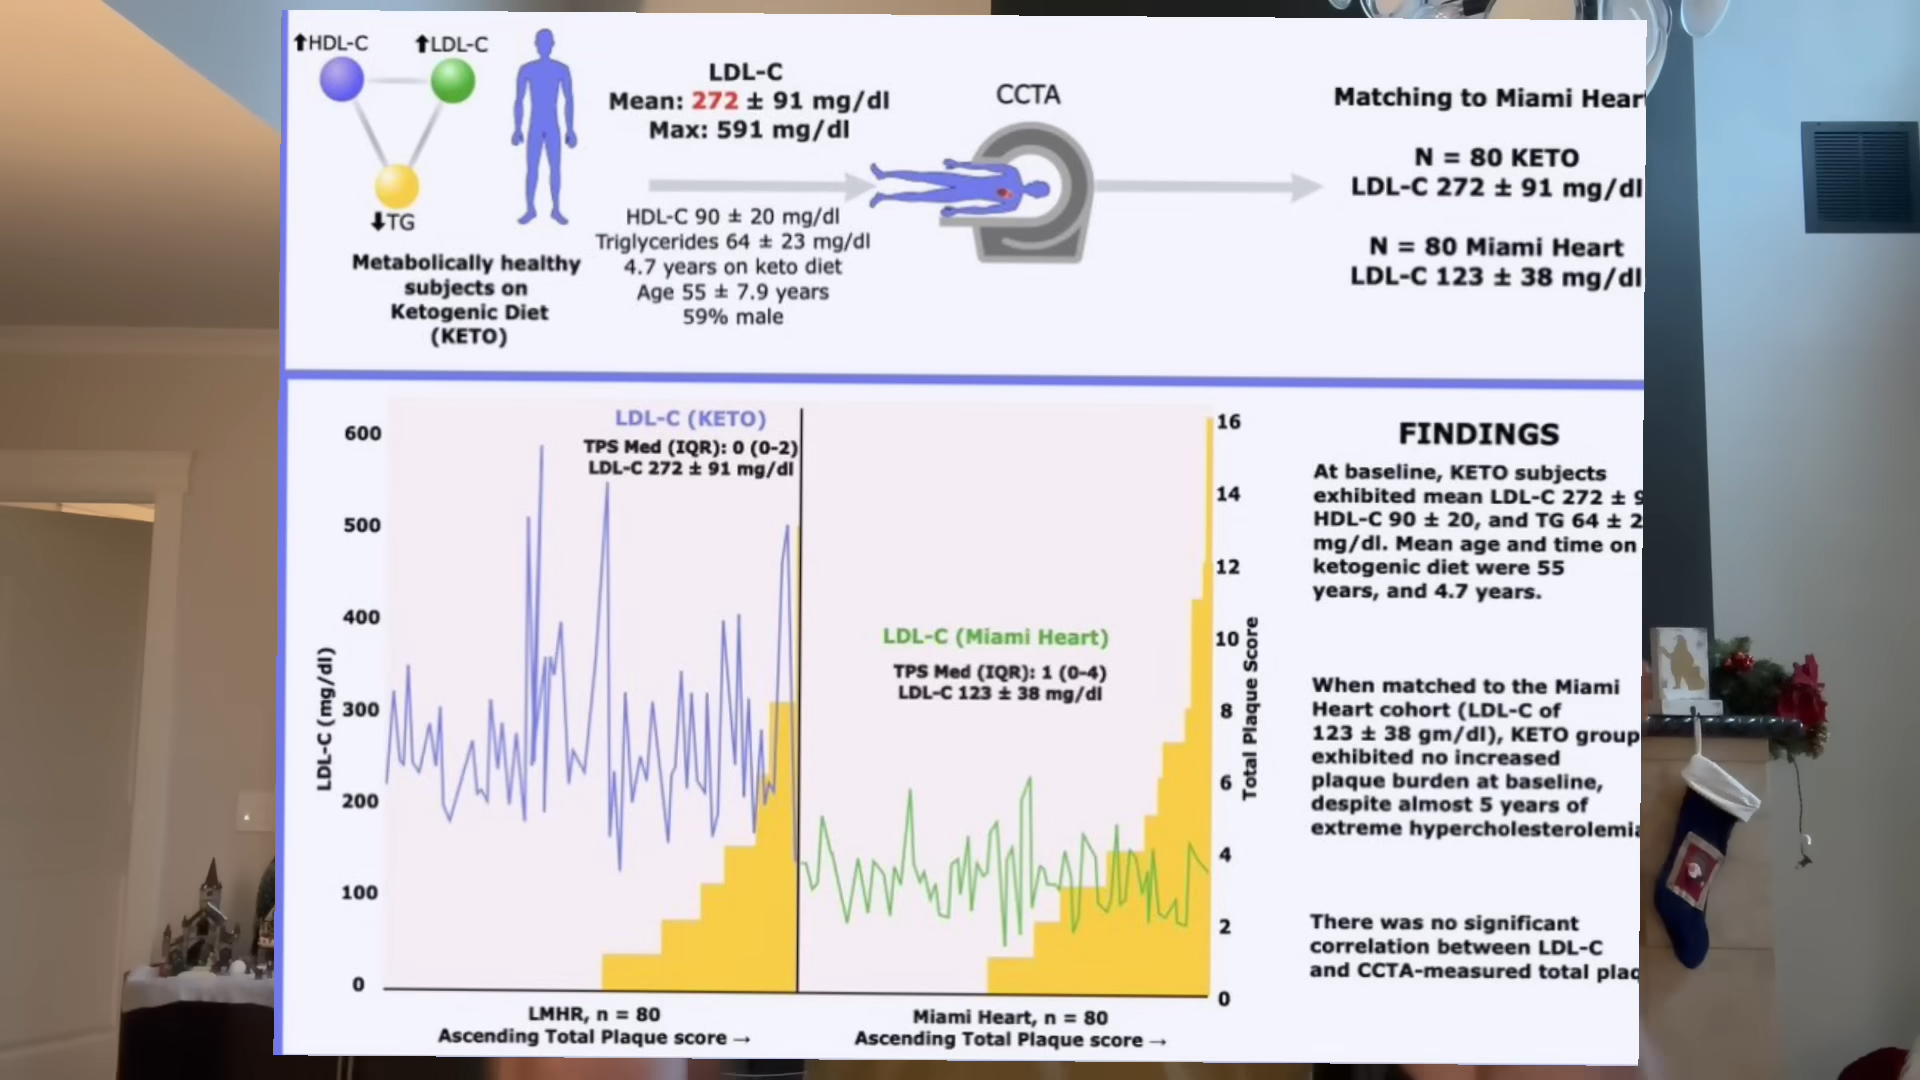 ↑HDL-C
↑LDL-C
↓TG
Metabolically healthy
subjects on
Ketogenic Diet
(KETO)
LDL-C
Mean: 272 ± 91 mg/dl
Max: 591 mg/dl
HDL-C 90 ± 20 mg/dl
Triglycerides 64 ± 23 mg/dl
4.7 years on keto diet
Age 55 ± 7.9 years
59% male
CCTA
Matching to Miami Hear
N = 80 KETO
LDL-C 272 ± 91 mg/dl
N = 80 Miami Heart
LDL-C 123 ± 38 mg/dl
LDL-C (mg/dl)
600
500
400
300
200
100
0
LDL-C (KETO)
TPS Med (IQR): 0 (0-2)
LDL-C 272 ± 91 mg/dl
LDL-C (Miami Heart)
TPS Med (IQR): 1 (0-4)
LDL-C 123 ± 38 mg/dl
16
14
12
10
8
6
4
2
0
Total Plaque Score
LMHR, n = 80
Ascending Total Plaque score →
Miami Heart, n = 80
Ascending Total Plaque score →
FINDINGS
At baseline, KETO subjects
exhibited mean LDL-C 272 ± 9
HDL-C 90 ± 20, and TG 64 ± 2
mg/dl. Mean age and time on
ketogenic diet were 55
years, and 4.7 years.
When matched to the Miami
Heart cohort (LDL-C of
123 ± 38 gm/dl), KETO group
exhibited no increased
plaque burden at baseline,
despite almost 5 years of
extreme hypercholesterolemia
There was no significant
correlation between LDL-C
and CCTA-measured total plaq